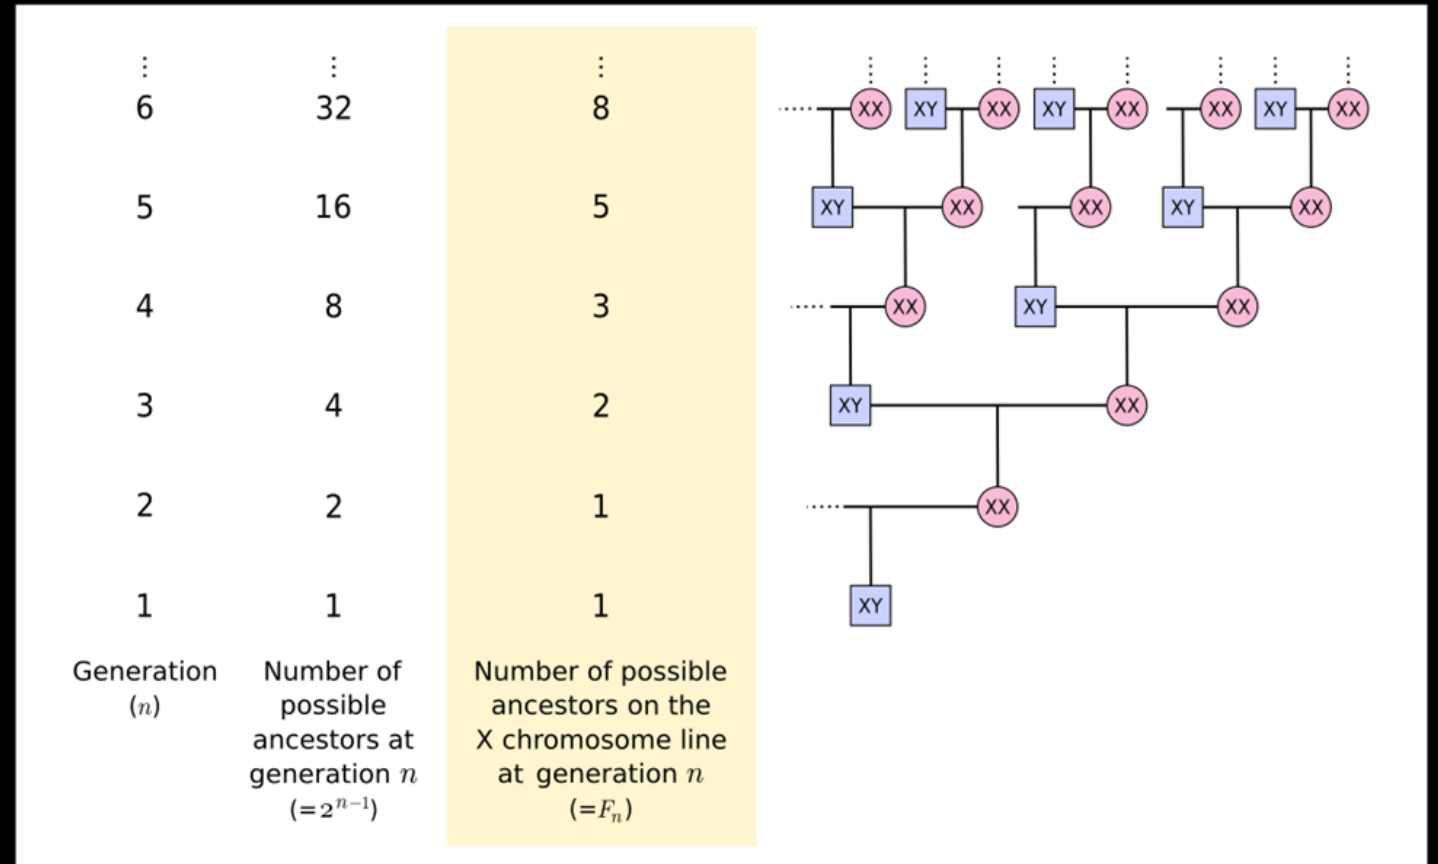 ⋮ ⋮ ⋮
6 32 8 XX XY XX XY XX XX XY XX
5 16 5 XY XX XX XY XX
4 8 3 XX XY XX
3 4 2 XY XX
2 2 1 XX
1 1 1 XY
Generation
(n)
Number of
possible
ancestors at
generation n
(=2^{n−1})
Number of possible
ancestors on the
X chromosome line
at generation n
(=F_n)